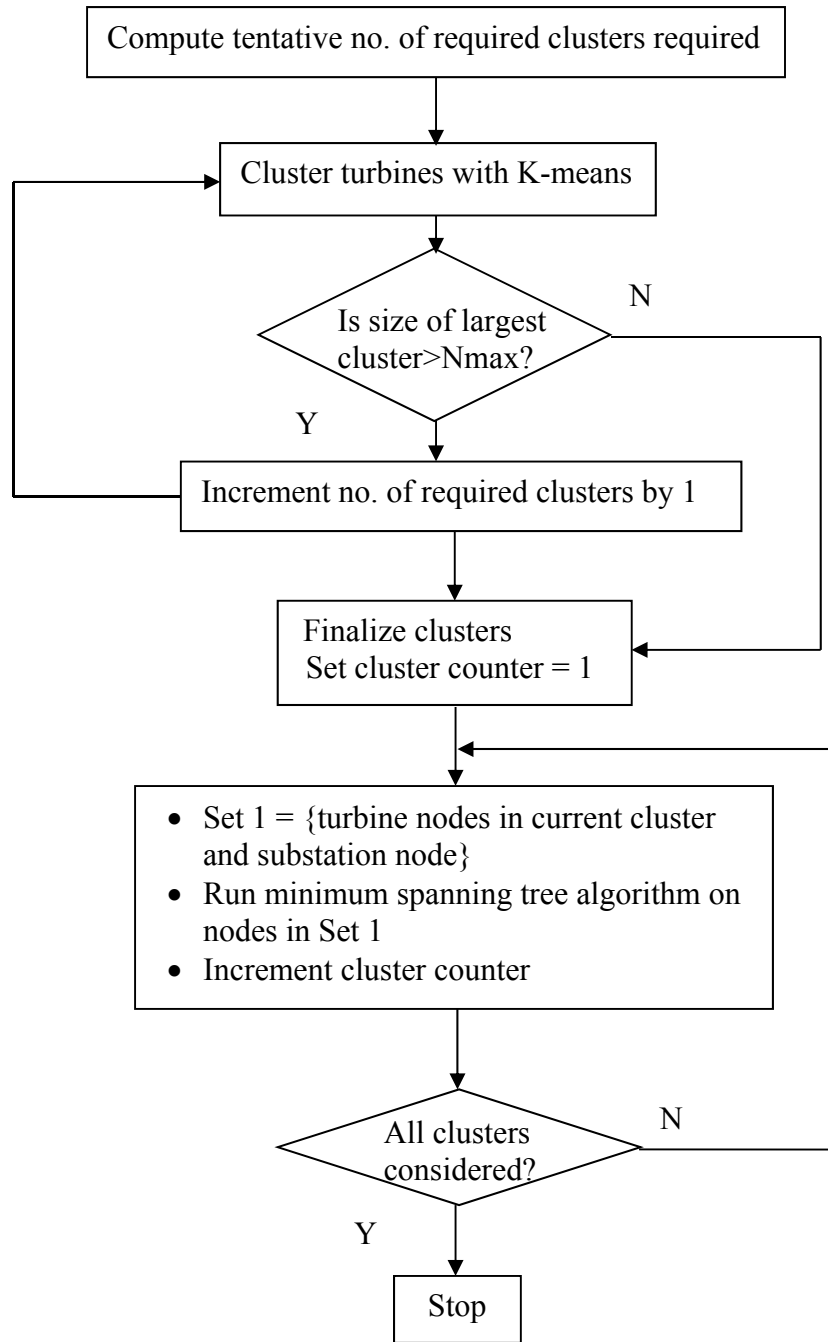 Compute tentative no. of required clusters required
Cluster turbines with K-means
N
Is size of largest
cluster>Nmax?
Y
Increment no. of required clusters by 1
Finalize clusters
Set cluster counter = 1
• Set 1 = {turbine nodes in current cluster
and substation node}
• Run minimum spanning tree algorithm on
nodes in Set 1
• Increment cluster counter
N
All clusters
considered?
Y
Stop